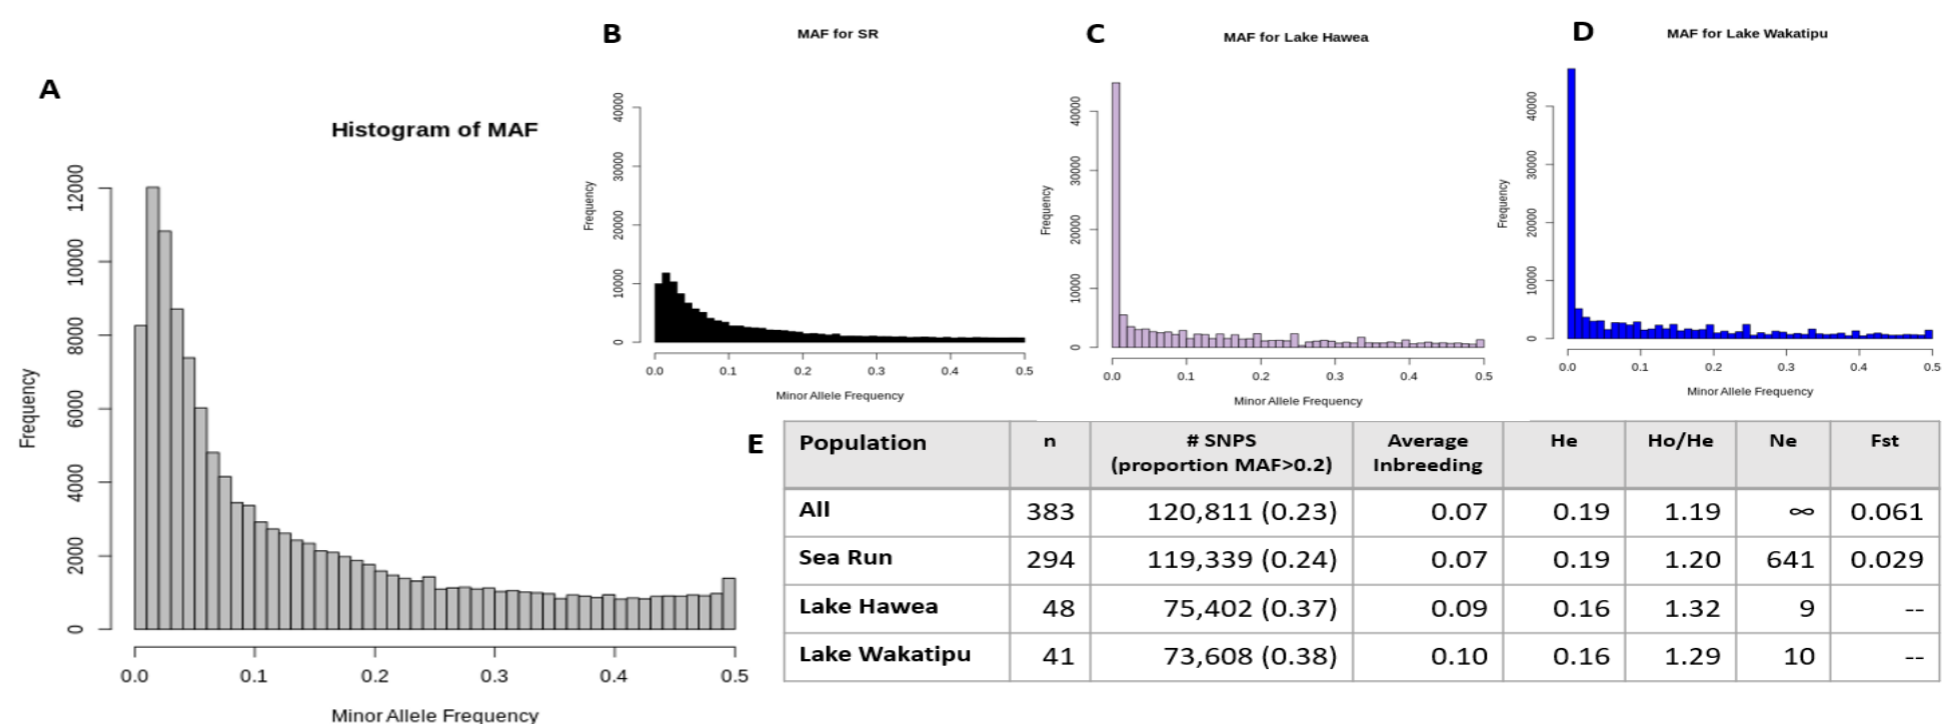 A
Histogram of MAF
Frequency
0
2000
4000
6000
8000
10000
12000
0.0 0.1 0.2 0.3 0.4 0.5
Minor Allele Frequency
B
MAF for SR
Frequency
0
10000
20000
30000
40000
0.0 0.1 0.2 0.3 0.4 0.5
Minor Allele Frequency
C
MAF for Lake Hawea
Frequency
0
10000
20000
30000
40000
0.0 0.1 0.2 0.3 0.4 0.5
Minor Allele Frequency
D
MAF for Lake Wakatipu
Frequency
0
10000
20000
30000
40000
0.0 0.1 0.2 0.3 0.4 0.5
Minor Allele Frequency
E
Population n # SNPS (proportion MAF>0.2) Average Inbreeding He Ho/He Ne Fst
All 383 120,811 (0.23) 0.07 0.19 1.19 ∞ 0.061
Sea Run 294 119,339 (0.24) 0.07 0.19 1.20 641 0.029
Lake Hawea 48 75,402 (0.37) 0.09 0.16 1.32 9 --
Lake Wakatipu 41 73,608 (0.38) 0.10 0.16 1.29 10 --